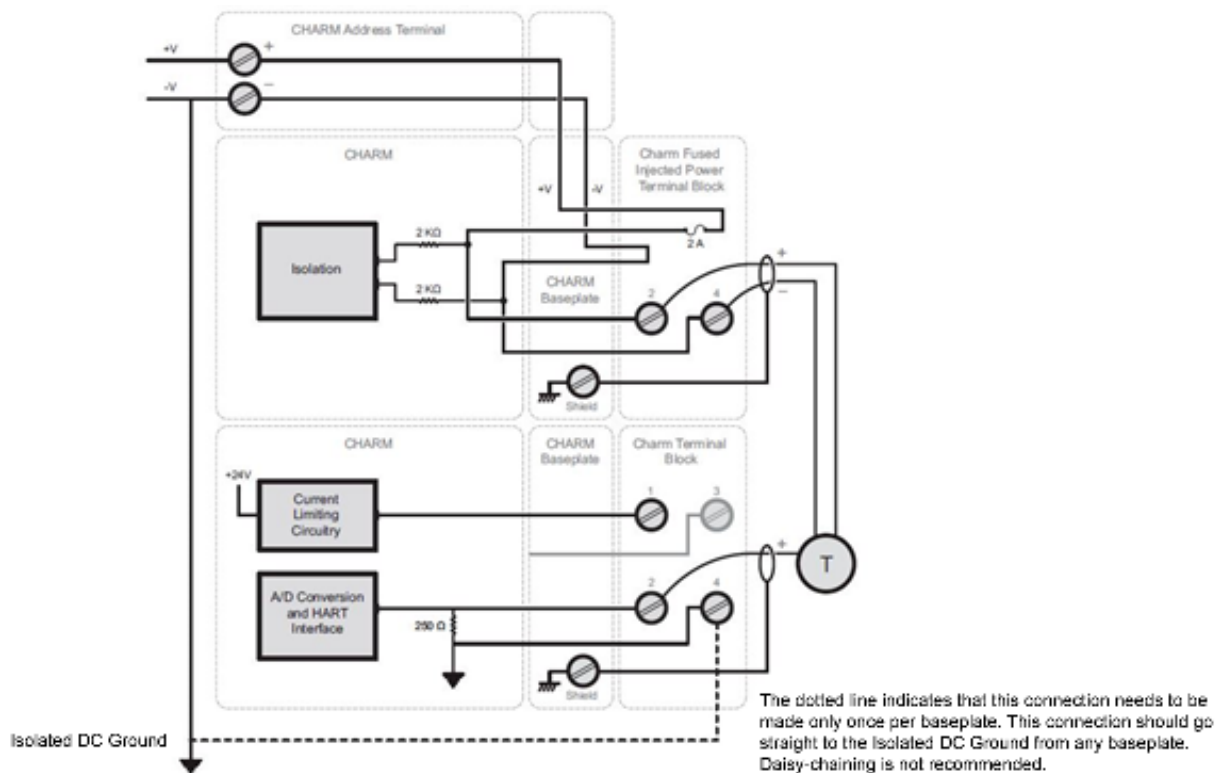 CHARM Address Terminal
+V
+
-V
–
CHARM
Charm Fused
Injected Power
Terminal Block
+V
-V
2 KΩ
2 A
Isolation
+
CHARM
Baseplate
2
4
–
2 KΩ
Shield
CHARM
CHARM
Baseplate
Charm Terminal
Block
+24V
Current
Limiting
Circuitry
1
3
+
T
A/D Conversion
and HART
Interface
2
4
250 Ω
Shield
The dotted line indicates that this connection needs to be
made only once per baseplate. This connection should go
straight to the Isolated DC Ground from any baseplate.
Daisy-chaining is not recommended.
Isolated DC Ground